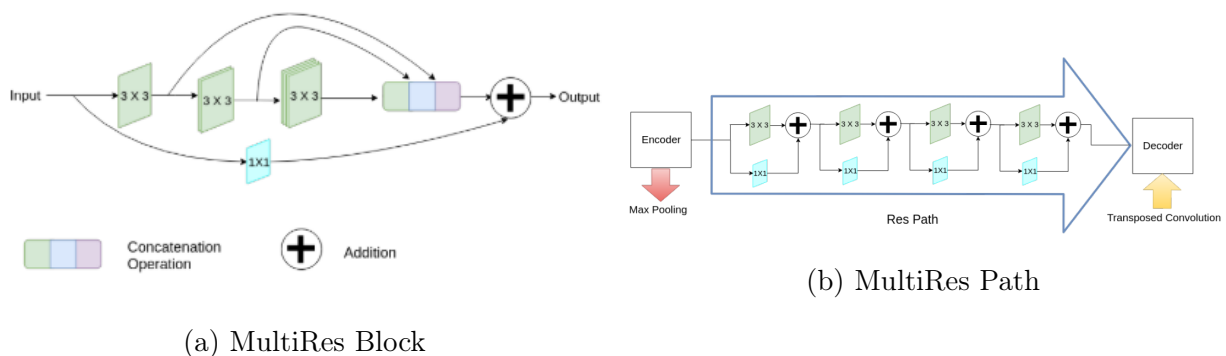 Input
3 X 3
3 X 3
3 X 3
Output
1X1
Concatenation
Operation
Addition
(a) MultiRes Block
Encoder
3 X 3
3 X 3
3 X 3
3 X 3
1X1
1X1
1X1
1X1
Decoder
Max Pooling
Res Path
Transposed Convolution
(b) MultiRes Path